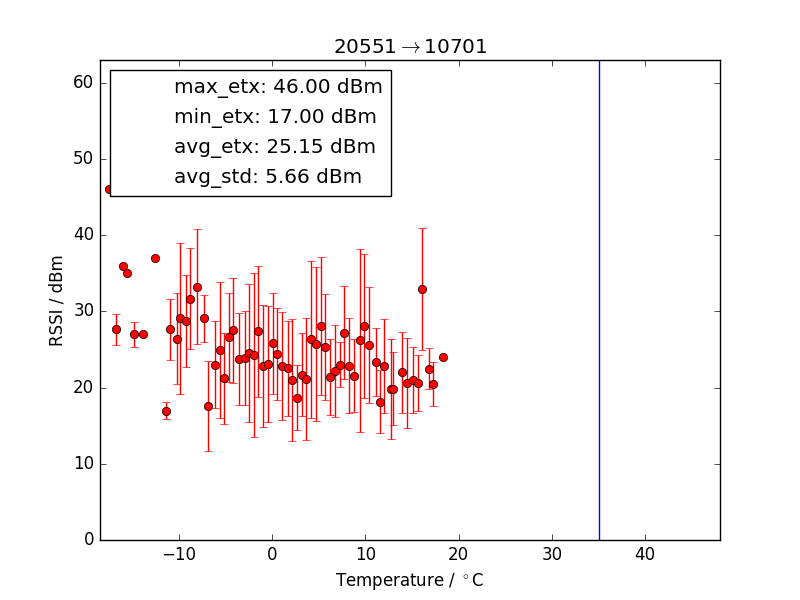 20551→10701
max_etx: 46.00 dBm
min_etx: 17.00 dBm
avg_etx: 25.15 dBm
avg_std: 5.66 dBm
60
50
40
30
20
10
0
RSSI / dBm
−10 0 10 20 30 40
Temperature / °C